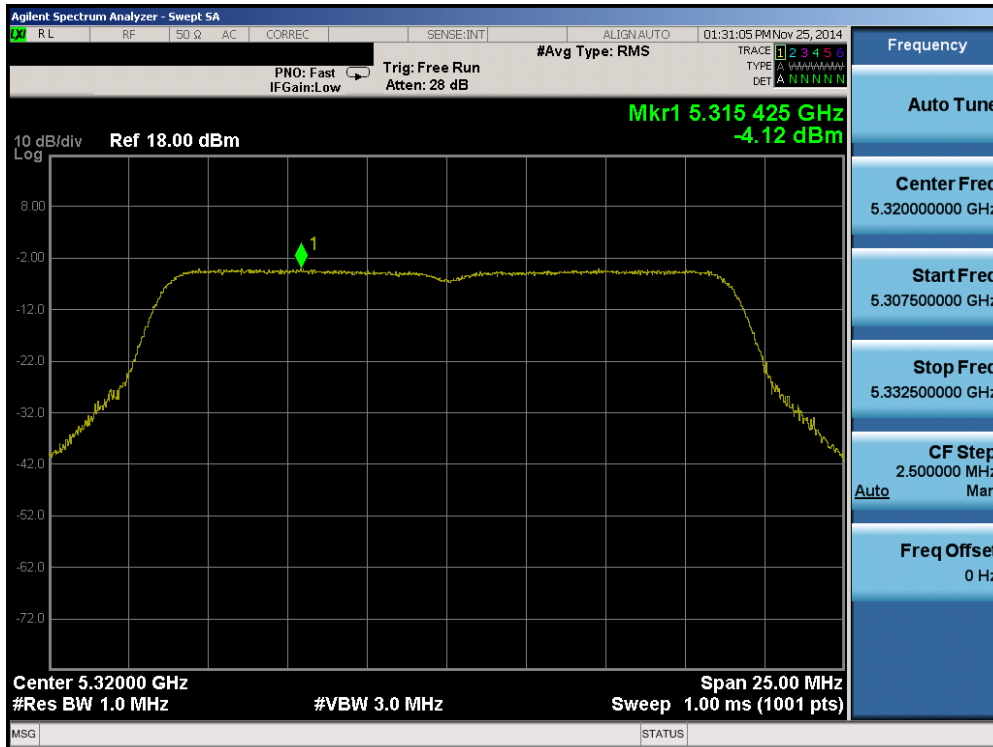 Agilent Spectrum Analyzer - Swept SA
LXI RL RF 50 Ω AC CORREC SENSE:INT ALIGN AUTO 01:31:05 PM Nov 25, 2014
#Avg Type: RMS TRACE 1 2 3 4 5 6
PNO: Fast Trig: Free Run TYPE A WWWWW
IFGain:Low Atten: 28 dB DET A N N N N N
Mkr1 5.315 425 GHz
10 dB/div Ref 18.00 dBm -4.12 dBm
Log
8.00
1
-2.00
-12.0
-22.0
-32.0
-42.0
-52.0
-62.0
-72.0
Center 5.32000 GHz Span 25.00 MHz
#Res BW 1.0 MHz #VBW 3.0 MHz Sweep 1.00 ms (1001 pts)
MSG STATUS
Frequency
Auto Tune
Center Freq
5.320000000 GHz
Start Freq
5.307500000 GHz
Stop Freq
5.332500000 GHz
CF Step
2.500000 MHz
Auto Man
Freq Offset
0 Hz